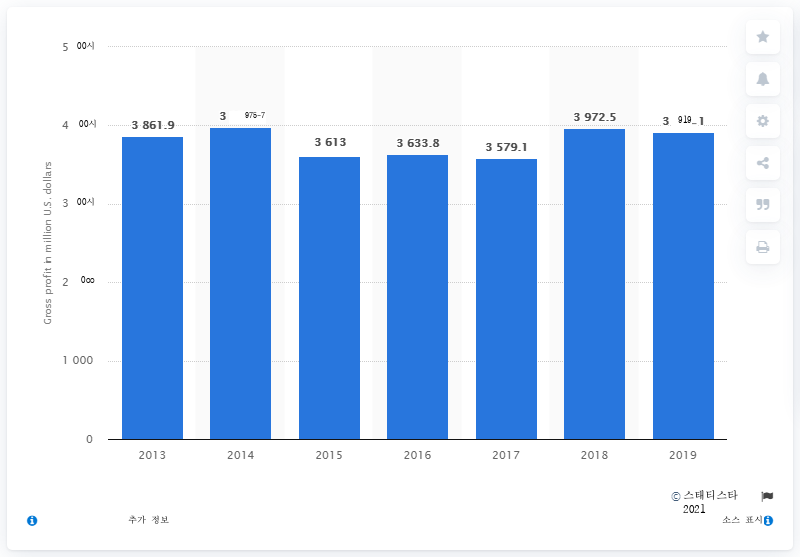 5 00시
4 00시
3 00시
2 0∞
1 000
0
Gross profit in million U.S. dollars
3 861.9
3 975-7
3 613
3 633.8
3 579.1
3 972.5
3 919_ 1
2013 2014 2015 2016 2017 2018 2019
© 스태티스타 2021
추가 정보
소스 표시